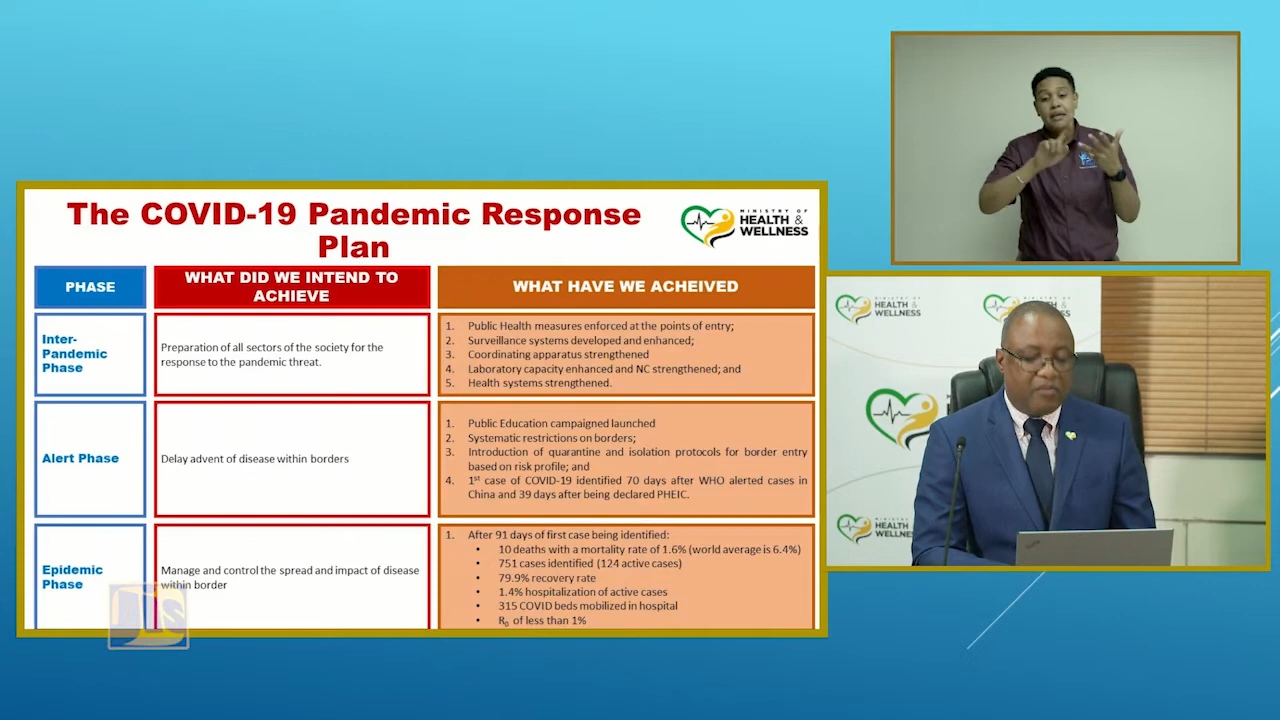 The COVID-19 Pandemic Response
Plan
MINISTRY OF
HEALTH &
WELLNESS
PHASE
WHAT DID WE INTEND TO
ACHIEVE
WHAT HAVE WE ACHEIVED
Inter-
Pandemic
Phase
Preparation of all sectors of the society for the
response to the pandemic threat.
1. Public Health measures enforced at the points of entry;
2. Surveillance systems developed and enhanced;
3. Coordinating apparatus strengthened
4. Laboratory capacity enhanced and NC strengthened; and
5. Health systems strengthened.
Alert Phase
Delay advent of disease within borders
1. Public Education campaigned launched
2. Systematic restrictions on borders;
3. Introduction of quarantine and isolation protocols for border entry
based on risk profile; and
4. 1st case of COVID-19 identified 70 days after WHO alerted cases in
China and 39 days after being declared PHEIC.
Epidemic
Phase
Manage and control the spread and impact of disease
within border
1. After 91 days of first case being identified:
• 10 deaths with a mortality rate of 1.6% (world average is 6.4%)
• 751 cases identified (124 active cases)
• 79.9% recovery rate
• 1.4% hospitalization of active cases
• 315 COVID beds mobilized in hospital
• R0 of less than 1%
jis
HEALTH &
WELLNESS
HEALTH &
WELLNESS
HEALTH &
WELLNE